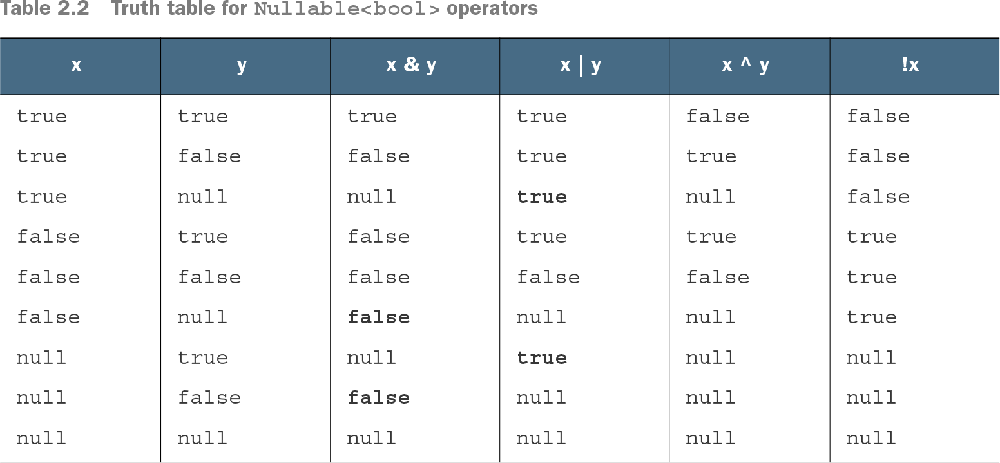 Table 2.2 Truth table for Nullable<bool> operators
x y x & y x | y x ^ y !x
true true true true false false
true false false true true false
true null null true null false
false true false true true true
false false false false false true
false null false null null true
null true null true null null
null false false null null null
null null null null null null